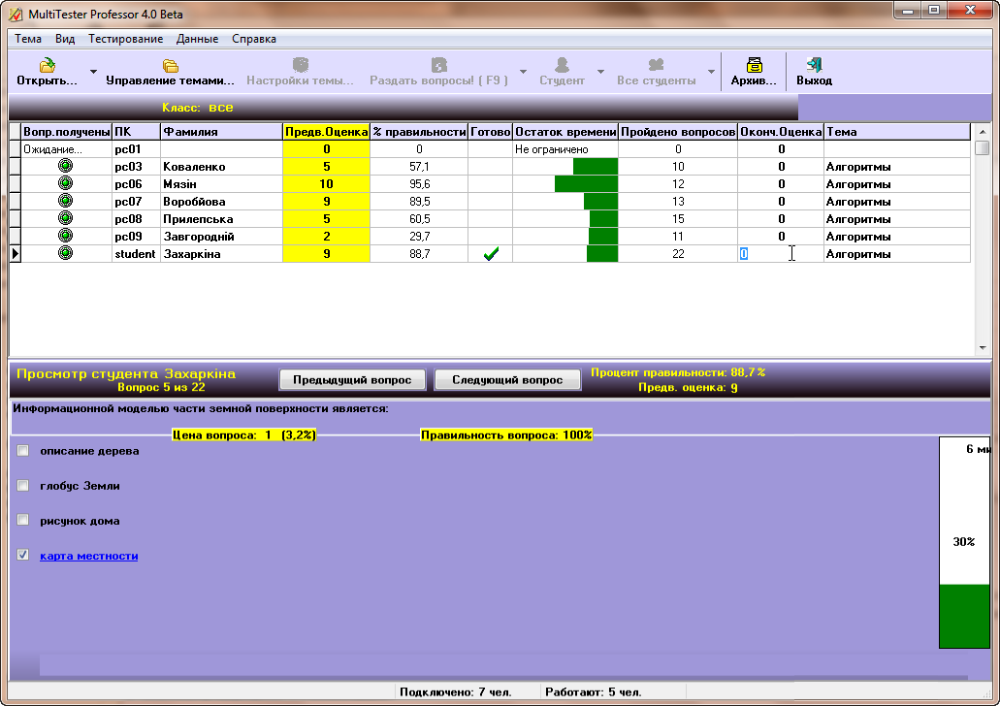 MultiTester Professor 4.0 Beta
Тема Вид Тестирование Данные Справка
Открыть... Управление темами... Настройки темы... Раздать вопросы! ( F9 ) Студент Все студенты Архив... Выход
Класс: все
Вопр.получены ПК Фамилия Предв.Оценка % правильности Готово Остаток времени Пройдено вопросов Оконч.Оценка Тема
Ожидание... pc01 0 0 Не ограничено 0 0
pc03 Коваленко 5 57,1 10 0 Алгоритмы
pc06 Мязін 10 95,6 12 0 Алгоритмы
pc07 Воробйова 9 89,5 13 0 Алгоритмы
pc08 Прилепська 5 60,5 15 0 Алгоритмы
pc09 Завгородній 2 29,7 11 0 Алгоритмы
student Захаркіна 9 88,7 22 0 Алгоритмы
Просмотр студента Захаркіна
Вопрос 5 из 22
Предыдущий вопрос Следующий вопрос
Процент правильности: 88,7%
Предв. оценка: 9
Информационной моделью части земной поверхности является:
Цена вопроса: 1 (3,2%) Правильность вопроса: 100%
описание дерева
6 ми
глобус Земли
рисунок дома
30%
карта местности
Подключено: 7 чел. Работают: 5 чел.